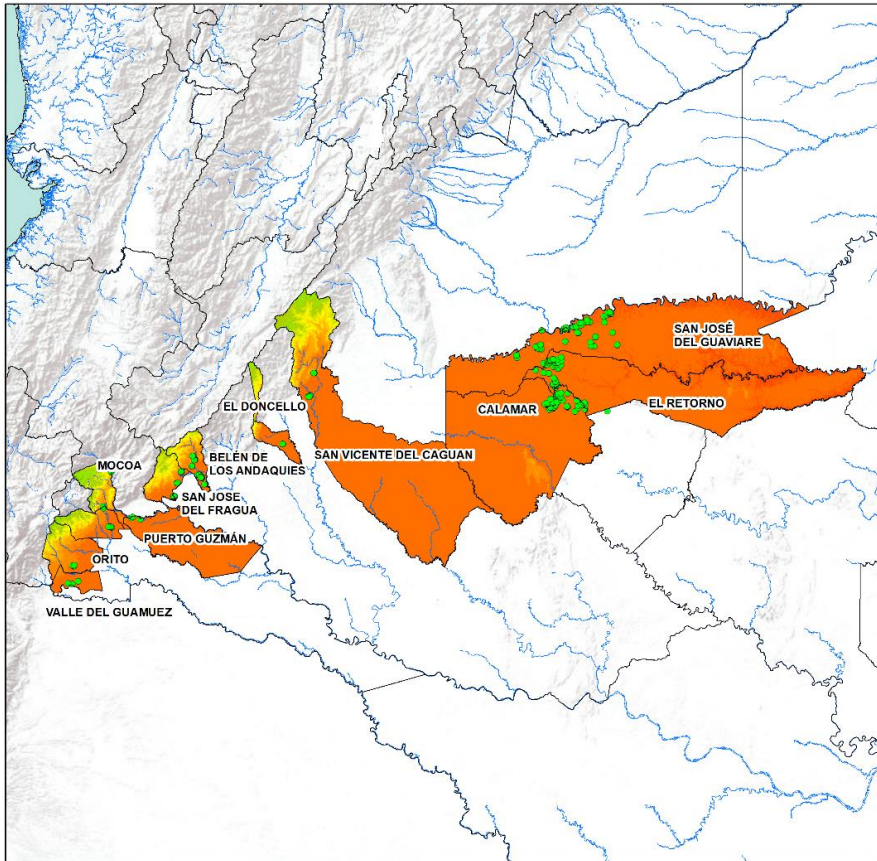 SAN JOSÉ
DEL GUAVIARE
EL RETORNO
CALAMAR
EL DONCELLO
SAN VICENTE DEL CAGUAN
BELÉN DE
LOS ANDAQUIES
MOCOA
SAN JOSE
DEL FRAGUA
PUERTO GUZMÁN
ORITO
VALLE DEL GUAMUEZ